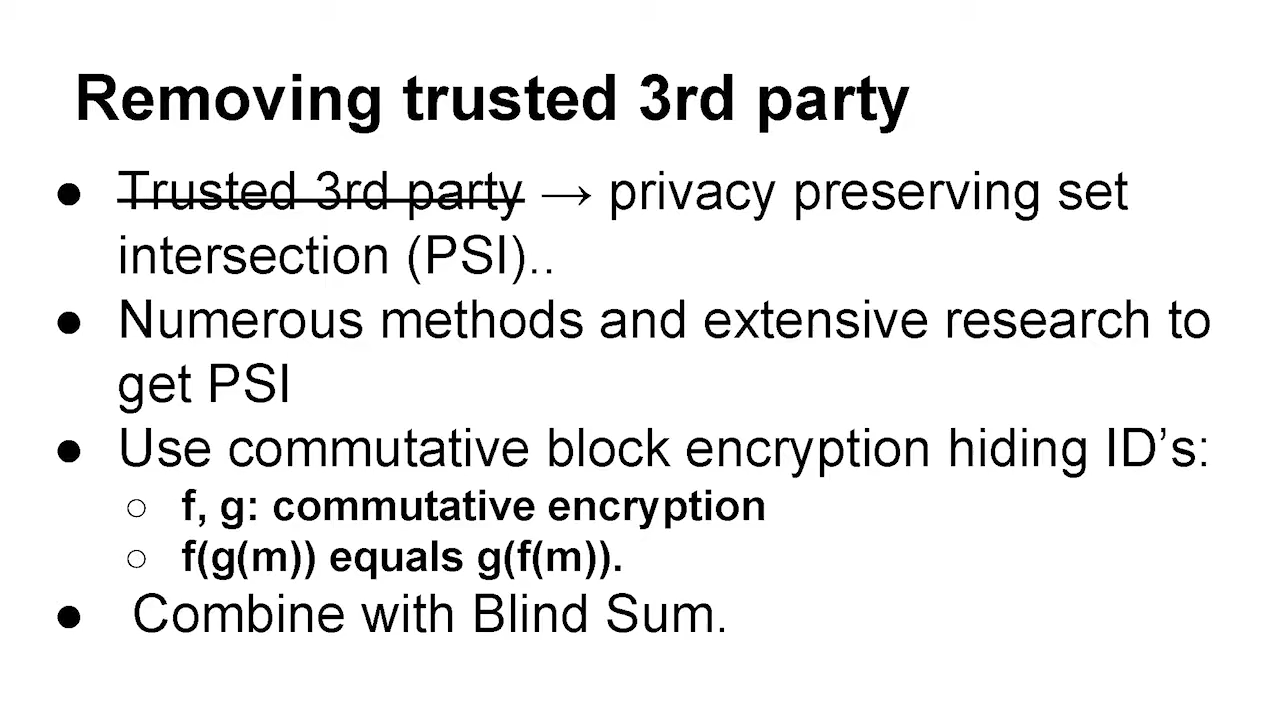 Removing trusted 3rd party
● Trusted 3rd party → privacy preserving set
intersection (PSI)..
● Numerous methods and extensive research to
get PSI
● Use commutative block encryption hiding ID’s:
○ f, g: commutative encryption
○ f(g(m)) equals g(f(m)).
● Combine with Blind Sum.